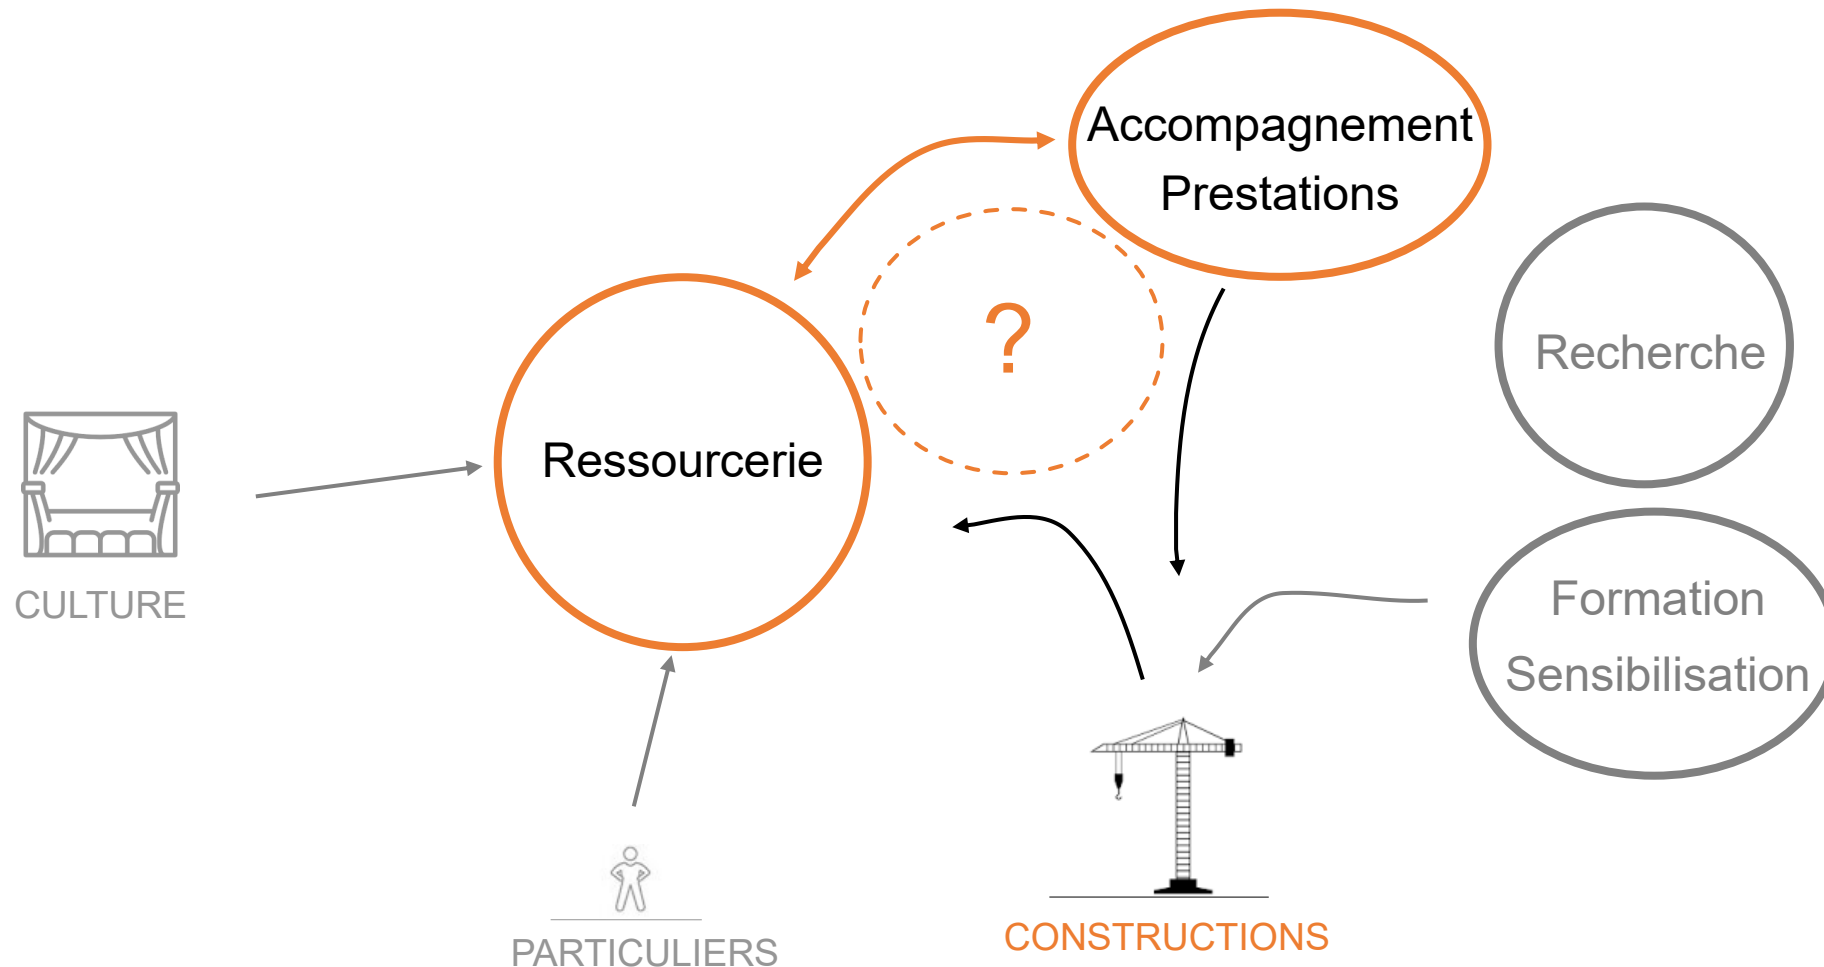 Accompagnement
Prestations
?
Recherche
Ressourcerie
Formation
Sensibilisation
CULTURE
CONSTRUCTIONS
PARTICULIERS